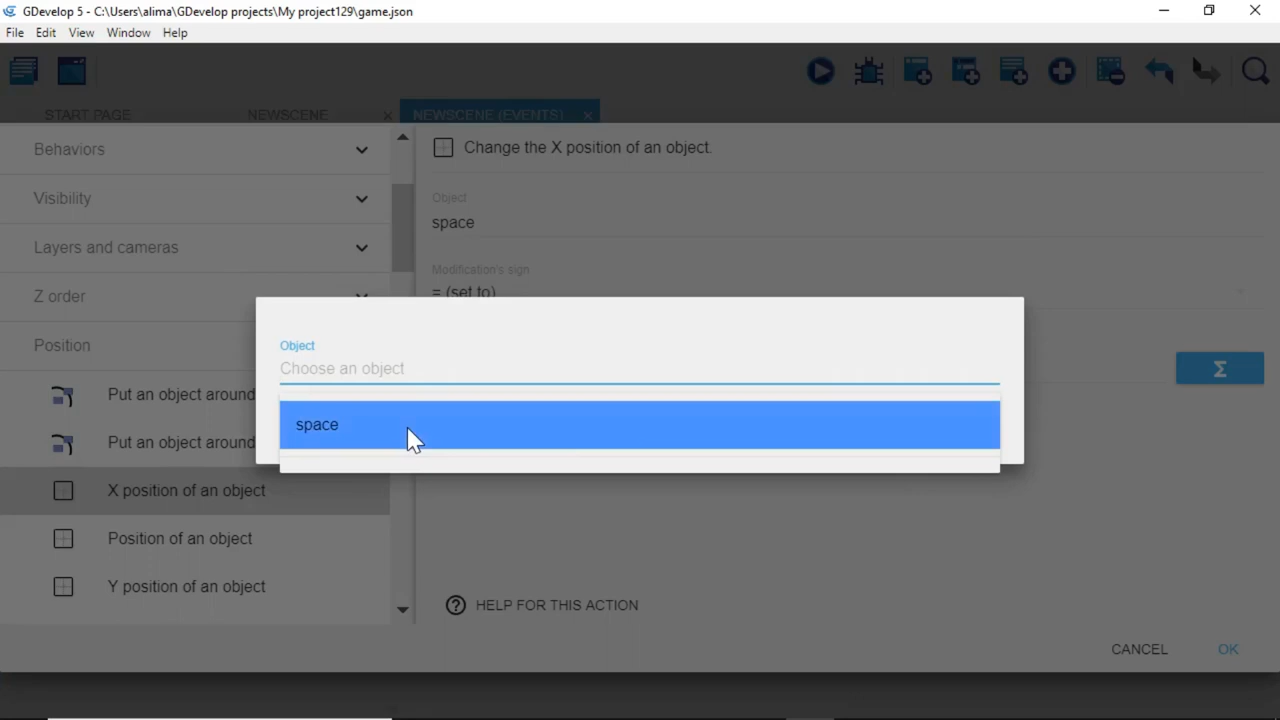 GDevelop 5 - C:\Users\alima\GDevelop projects\My project129\game.json
File Edit View Window Help
START PAGE NEWSCENE NEWSCENE (EVENTS)
Behaviors
Visibility
Layers and cameras
Z order
Position
Put an object around
Put an object around
X position of an object
Position of an object
Y position of an object
Change the X position of an object.
Object
space
Modification's sign
= (set to)
Object
Choose an object
space
Σ
HELP FOR THIS ACTION
CANCEL OK